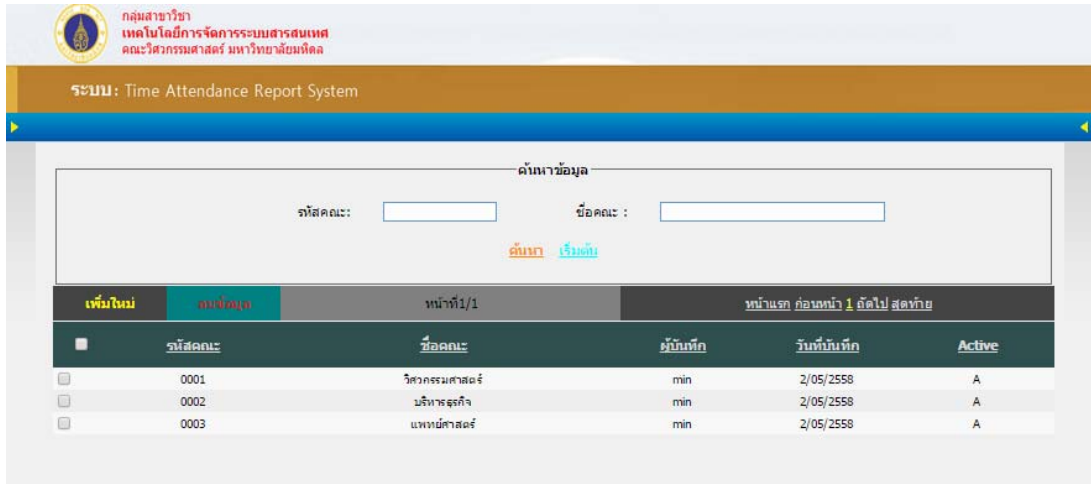 กลุ่มสาขาวิชา
เทคโนโลยีการจัดการระบบสารสนเทศ
คณะวิศวกรรมศาสตร์ มหาวิทยาลัยมหิดล
ระบบ: Time Attendance Report System
ค้นหาข้อมูล
รหัสคณะ: ชื่อคณะ :
ค้นหา เริ่มต้น
เพิ่มใหม่ ลบข้อมูล หน้าที่1/1 หน้าแรก ก่อนหน้า 1 ถัดไป สุดท้าย
รหัสคณะ ชื่อคณะ ผู้บันทึก วันที่บันทึก Active
0001 วิศวกรรมศาสตร์ min 2/05/2558 A
0002 บริหารธุรกิจ min 2/05/2558 A
0003 แพทย์ศาสตร์ min 2/05/2558 A